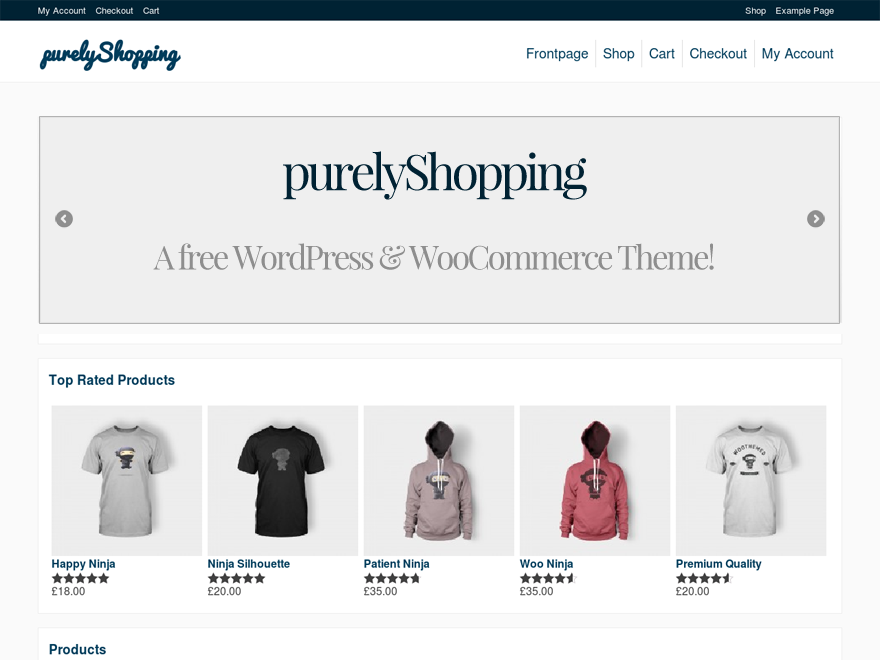 My Account Checkout Cart Shop Example Page
purelyShopping
Frontpage Shop Cart Checkout My Account
purelyShopping
A free WordPress & WooCommerce Theme!
Top Rated Products
WOOTHEMES
Happy Ninja Ninja Silhouette Patient Ninja Woo Ninja Premium Quality
£18.00 £20.00 £35.00 £35.00 £20.00
Products